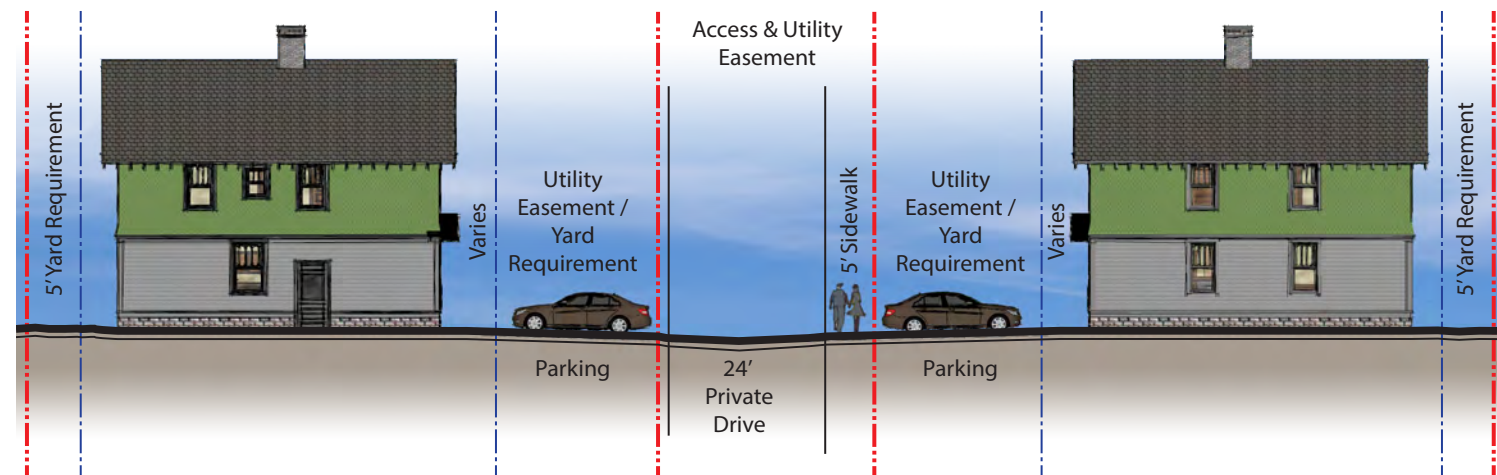 Access & Utility
Easement
5’ Yard Requirement
Varies
Utility
Easement /
Yard
Requirement
5’ Sidewalk
Utility
Easement /
Yard
Requirement
Varies
5’ Yard Requirement
Parking
24’
Private
Drive
Parking